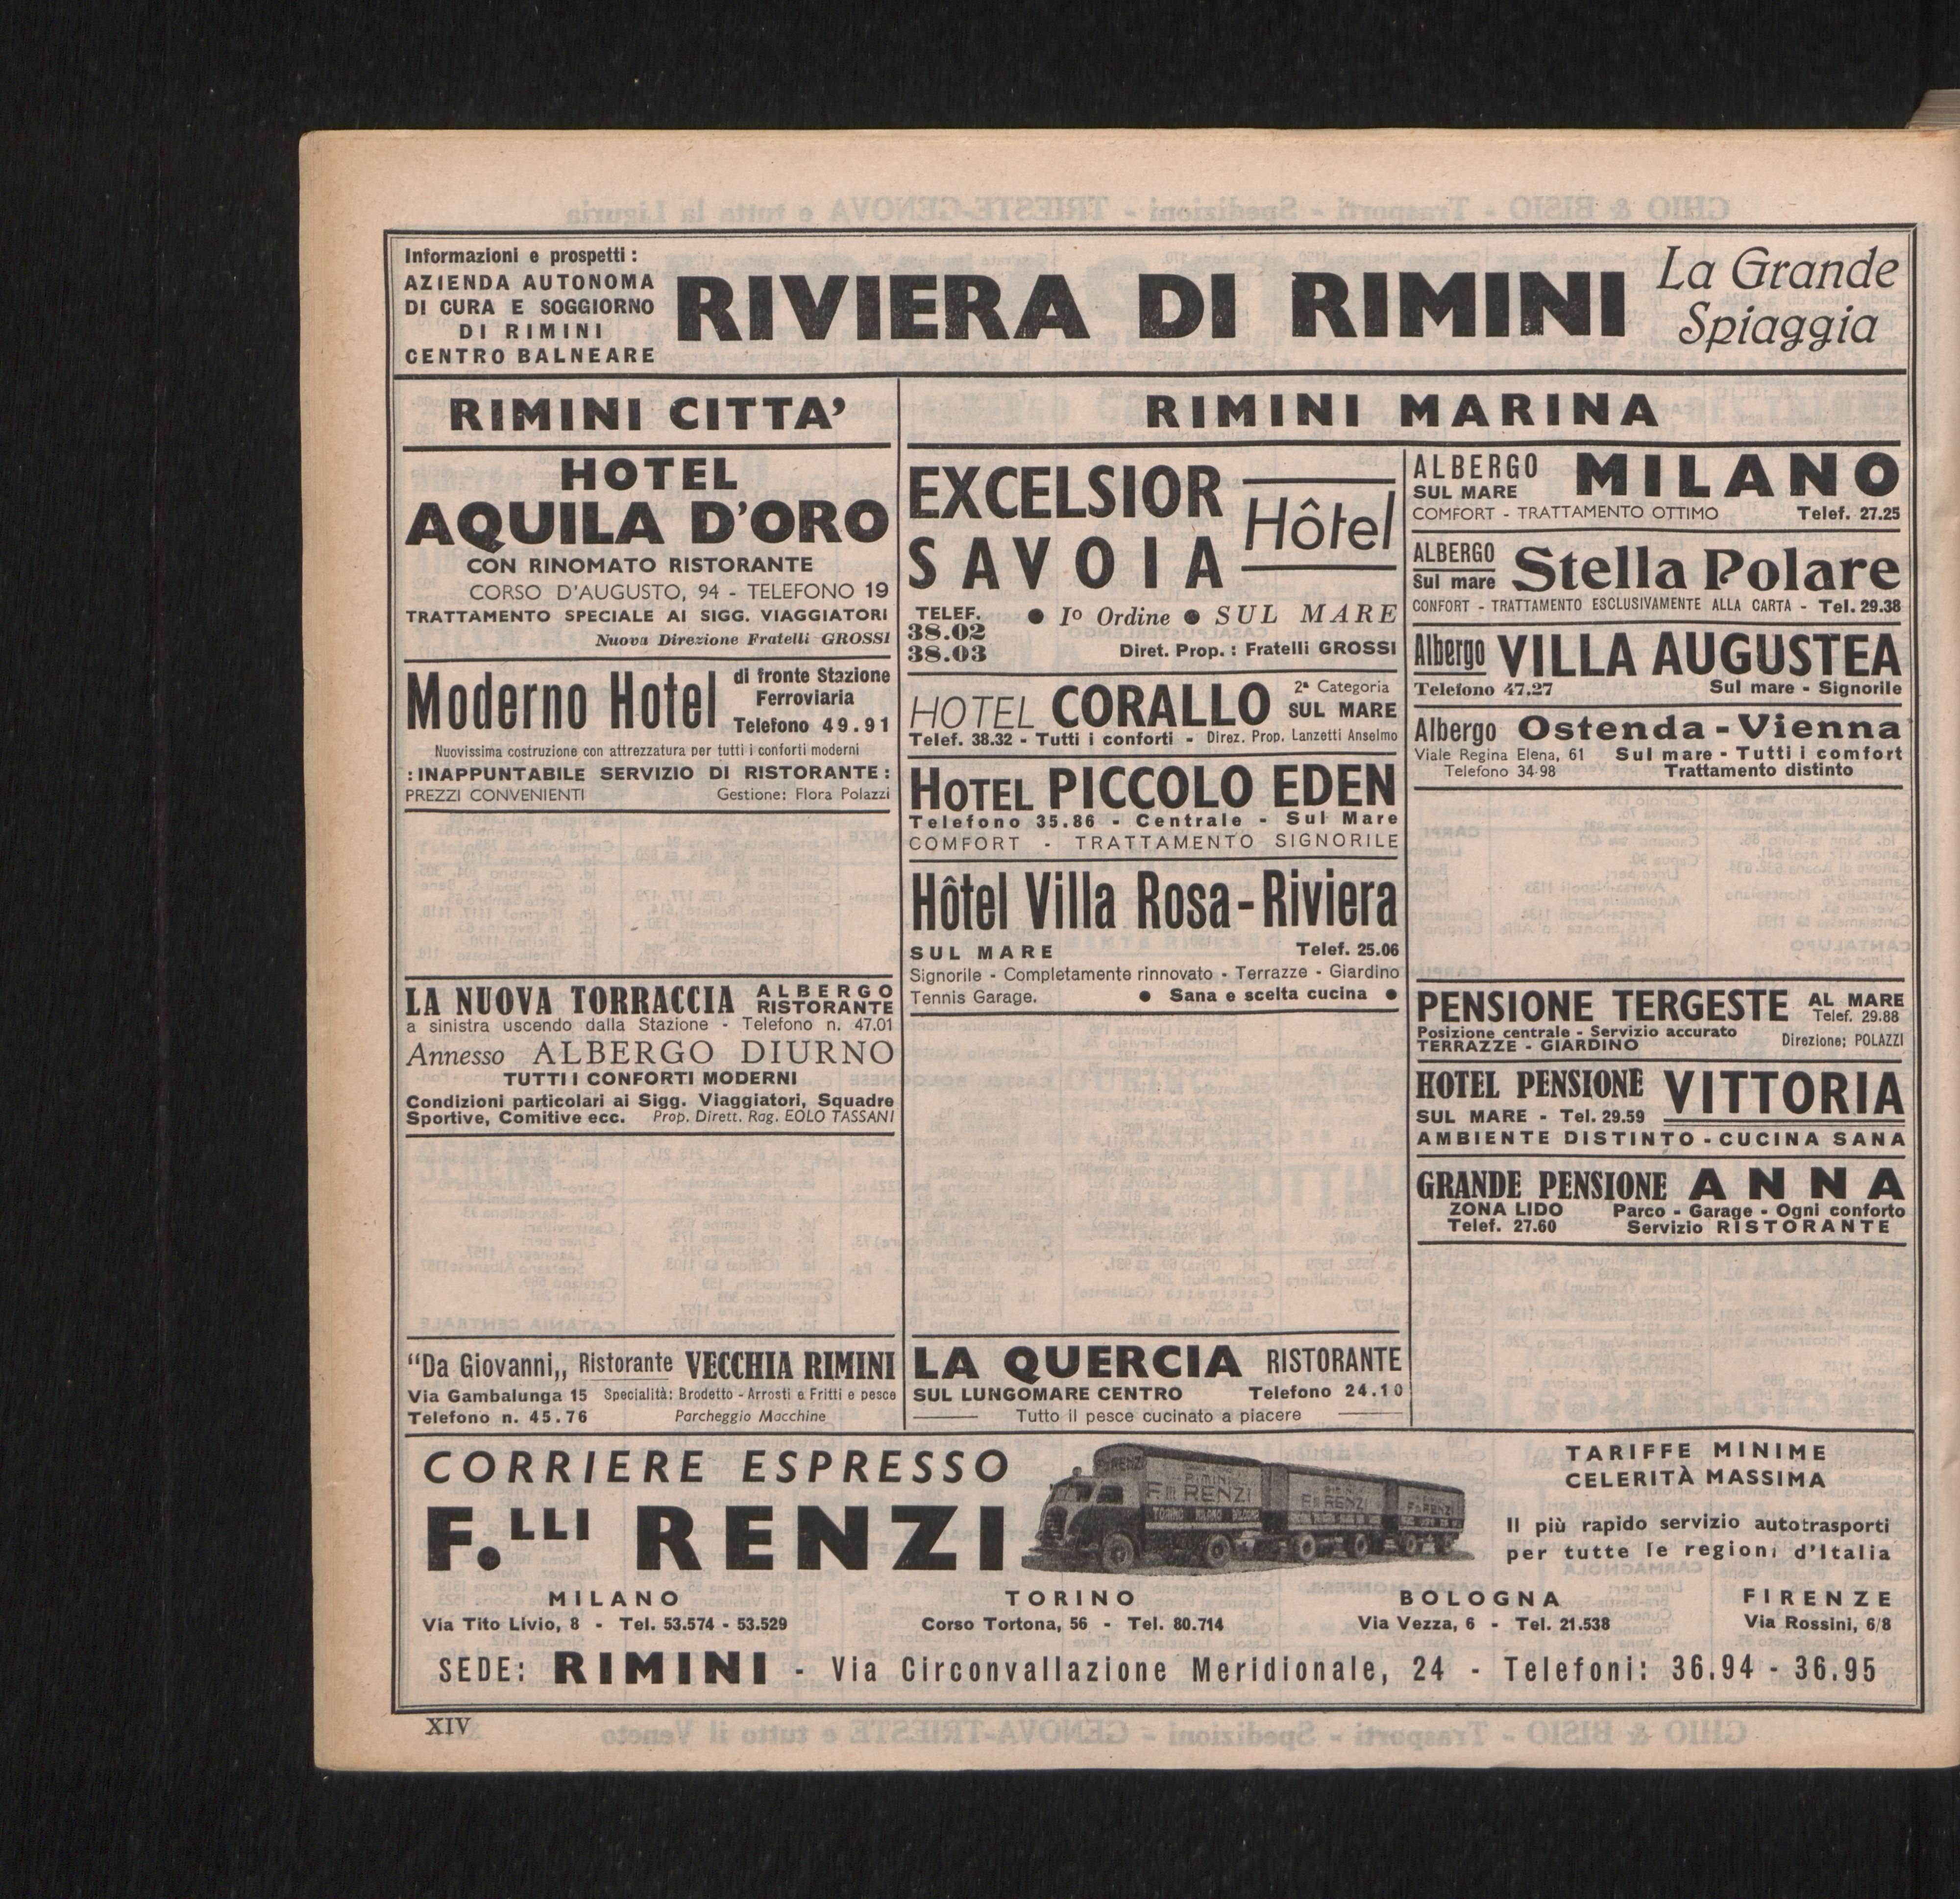 Informazioni e prospetti :
AZIENDA AUTONOMA
DI CURA E SOGGIORNO
DI RIMINI
CENTRO BALNEARE
RIVIERA DI RIMINI
La Grande
Spiaggia
RIMINI CITTA'
HOTEL
AQUILA D'ORO
CON RINOMATO RISTORANTE
CORSO D'AUGUSTO, 94 - TELEFONO 19
TRATTAMENTO SPECIALE AI SIGG. VIAGGIATORI
Nuova Direzione Fratelli GROSSI
Moderno Hotel
di fronte Stazione
Ferroviaria
Telefono 49.91
Nuovissima costruzione con attrezzatura per tutti i conforti moderni
: INAPPUNTABILE SERVIZIO DI RISTORANTE :
PREZZI CONVENIENTI Gestione: Flora Polazzi
LA NUOVA TORRACCIA ALBERGO
RISTORANTE
a sinistra uscendo dalla Stazione - Telefono n. 47.01
Annesso ALBERGO DIURNO
TUTTI I CONFORTI MODERNI
Condizioni particolari ai Sigg. Viaggiatori, Squadre
Sportive, Comitive ecc. Prop. Dirett. Rag. EOLO TASSANI
“Da Giovanni„ Ristorante VECCHIA RIMINI
Via Gambalunga 15 Specialità: Brodetto - Arrosti e Fritti e pesce
Telefono n. 45.76 Parcheggio Macchine
RIMINI MARINA
EXCELSIOR
SAVOIA
Hôtel
TELEF.
38.02
38.03
● Iº Ordine ● SUL MARE
Diret. Prop. : Fratelli GROSSI
HOTEL CORALLO 2ª Categoria
SUL MARE
Telef. 38.32 - Tutti i conforti - Direz. Prop. Lanzetti Anselmo
HOTEL PICCOLO EDEN
Telefono 35.86 - Centrale - Sul Mare
COMFORT - TRATTAMENTO SIGNORILE
Hôtel Villa Rosa-Riviera
SUL MARE Telef. 25.06
Signorile - Completamente rinnovato - Terrazze - Giardino
Tennis Garage. ● Sana e scelta cucina ●
LA QUERCIA RISTORANTE
SUL LUNGOMARE CENTRO Telefono 24.10
Tutto il pesce cucinato a piacere
ALBERGO
SUL MARE
MILANO
COMFORT - TRATTAMENTO OTTIMO Telef. 27.25
ALBERGO
Sul mare
Stella Polare
CONFORT - TRATTAMENTO ESCLUSIVAMENTE ALLA CARTA - Tel. 29.38
Albergo VILLA AUGUSTEA
Telefono 47.27 Sul mare - Signorile
Albergo Ostenda - Vienna
Viale Regina Elena, 61 Sul mare - Tutti i comfort
Telefono 34-98 Trattamento distinto
PENSIONE TERGESTE AL MARE
Telef. 29.88
Posizione centrale - Servizio accurato
TERRAZZE - GIARDINO Direzione: POLAZZI
HOTEL PENSIONE VITTORIA
SUL MARE - Tel. 29.59
AMBIENTE DISTINTO - CUCINA SANA
GRANDE PENSIONE ANNA
ZONA LIDO Parco - Garage - Ogni conforto
Telef. 27.60 Servizio RISTORANTE
CORRIERE ESPRESSO
F.LLI RENZI
RIMINI
F.lli RENZI
TORINO MILANO BOLOGNA
F.lli RENZI
F.lli RENZI
TARIFFE MINIME
CELERITÀ MASSIMA
Il più rapido servizio autotrasporti
per tutte le regioni d'Italia
MILANO
Via Tito Livio, 8 - Tel. 53.574 - 53.529
TORINO
Corso Tortona, 56 - Tel. 80.714
BOLOGNA
Via Vezza, 6 - Tel. 21.538
FIRENZE
Via Rossini, 6/8
SEDE: RIMINI - Via Circonvallazione Meridionale, 24 - Telefoni: 36.94 - 36.95
XIV